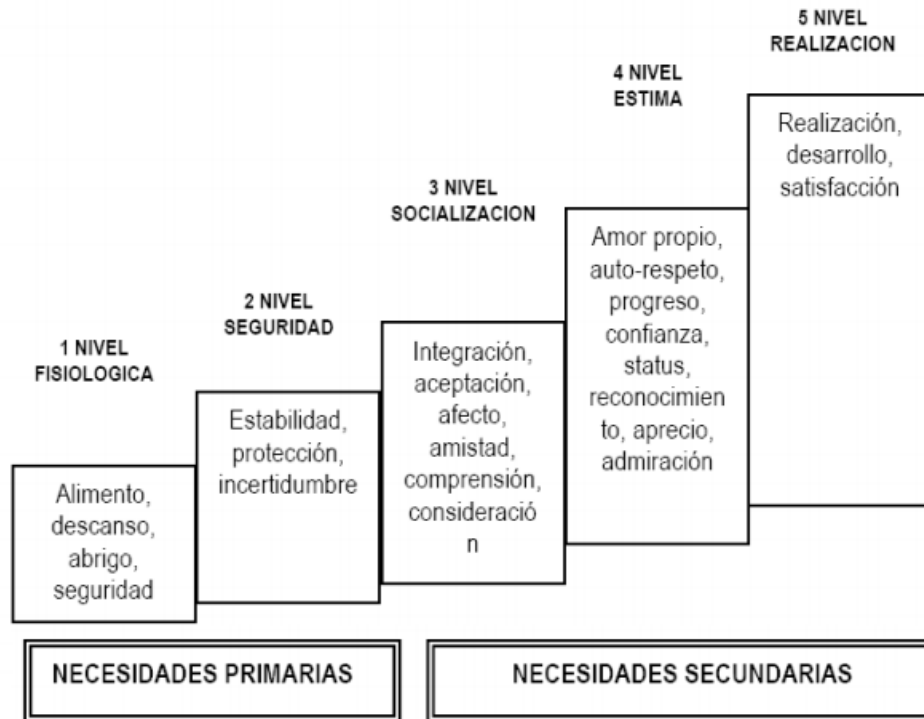 1 NIVEL
FISIOLOGICA
Alimento,
descanso,
abrigo,
seguridad
2 NIVEL
SEGURIDAD
Estabilidad,
protección,
incertidumbre
3 NIVEL
SOCIALIZACION
Integración,
aceptación,
afecto,
amistad,
comprensión,
consideració
n
4 NIVEL
ESTIMA
Amor propio,
auto-respeto,
progreso,
confianza,
status,
reconocimien
to, aprecio,
admiración
5 NIVEL
REALIZACION
Realización,
desarrollo,
satisfacción
NECESIDADES PRIMARIAS
NECESIDADES SECUNDARIAS